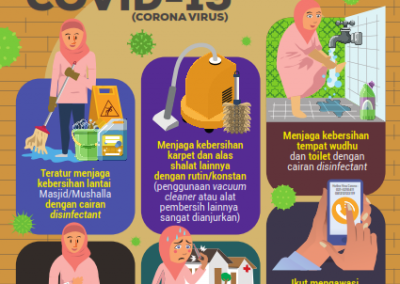 COVID-19
(CORONA VIRUS)
Teratur menjaga
kebersihan lantai
Masjid/Mushalla
dengan cairan
disinfectant
Menjaga kebersihan
karpet dan alas
shalat lainnya
dengan rutin/konstan
(penggunaan vacuum
cleaner atau alat
pembersih lainnya
sangat dianjurkan)
Menjaga kebersihan
tempat wudhu
dan toilet dengan
cairan disinfectant
Ikut mengawasi